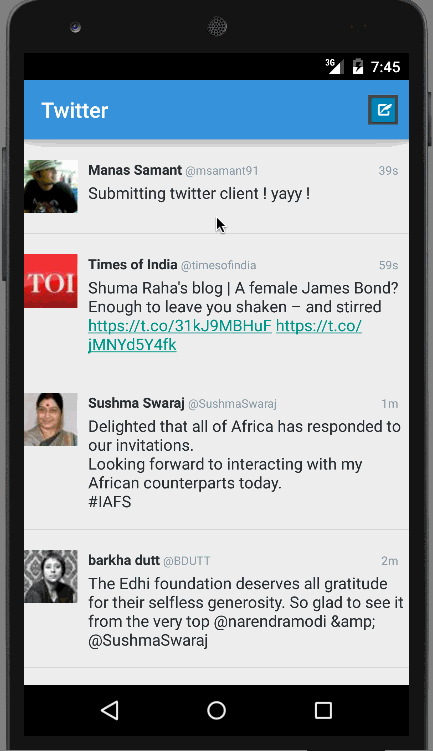 3G 7:45
Twitter
Manas Samant @msamant91 39s
Submitting twitter client ! yayy !
TOI
Times of India @timesofindia 59s
Shuma Raha's blog | A female James Bond?
Enough to leave you shaken – and stirred
https://t.co/31kJ9MBHuF https://t.co/
jMNYd5Y4fk
Sushma Swaraj @SushmaSwaraj 1m
Delighted that all of Africa has responded to
our invitations.
Looking forward to interacting with my
African counterparts today.
#IAFS
barkha dutt @BDUTT 2m
The Edhi foundation deserves all gratitude
for their selfless generosity. So glad to see it
from the very top @narendramodi &amp;
@SushmaSwaraj